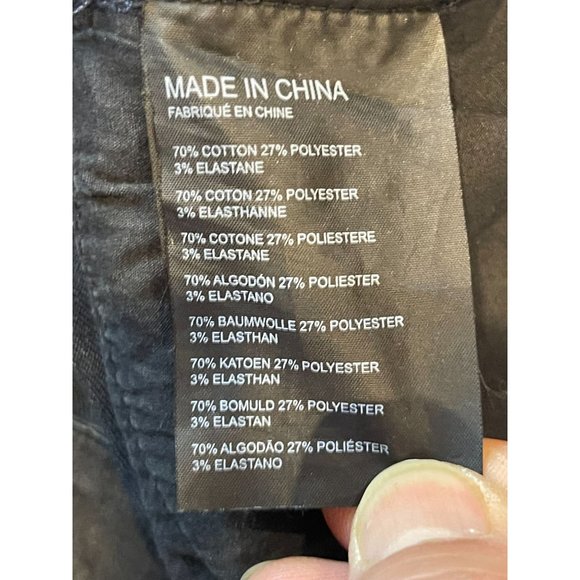 MADE IN CHINA
FABRIQUÉ EN CHINE
70% COTTON 27% POLYESTER
3% ELASTANE
70% COTON 27% POLYESTER
3% ELASTHANNE
70% COTONE 27% POLIESTERE
3% ELASTANE
70% ALGODÓN 27% POLIESTER
3% ELASTANO
70% BAUMWOLLE 27% POLYESTER
3% ELASTHAN
70% KATOEN 27% POLYESTER
3% ELASTHAN
70% BOMULD 27% POLYESTER
3% ELASTAN
70% ALGODÃO 27% POLIÉSTER
3% ELASTANO